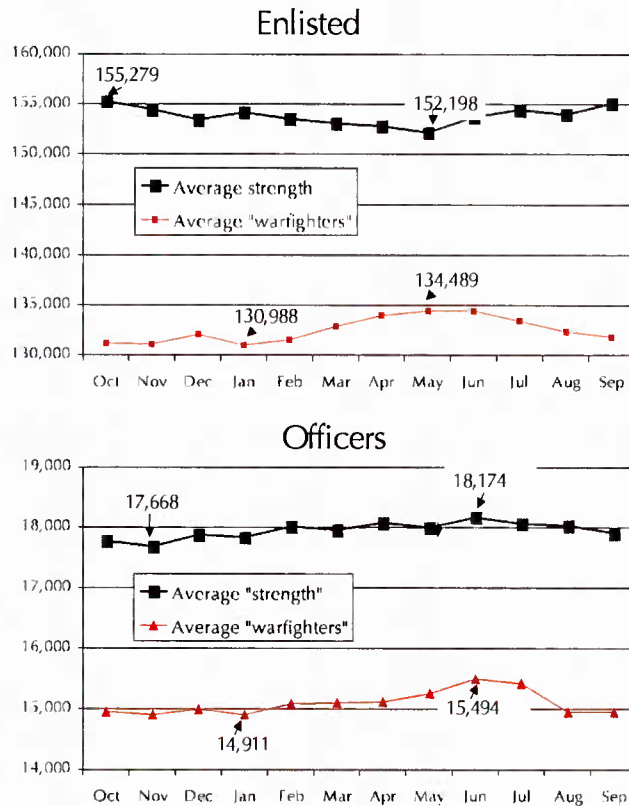 Enlisted
160,000
155,279
155,000
152,198
150,000
Average strength
145,000
Average "warfighters"
140,000
134,489
135,000
130,988
130,000
Oct Nov Dec Jan Feb Mar Apr May Jun Jul Aug Sep
Officers
19,000
18,174
17,668
18,000
17,000
Average "strength"
16,000
Average "warfighters"
15,000
15,494
14,911
14,000
Oct Nov Dec Jan Feb Mar Apr May Jun Jul Aug Sep